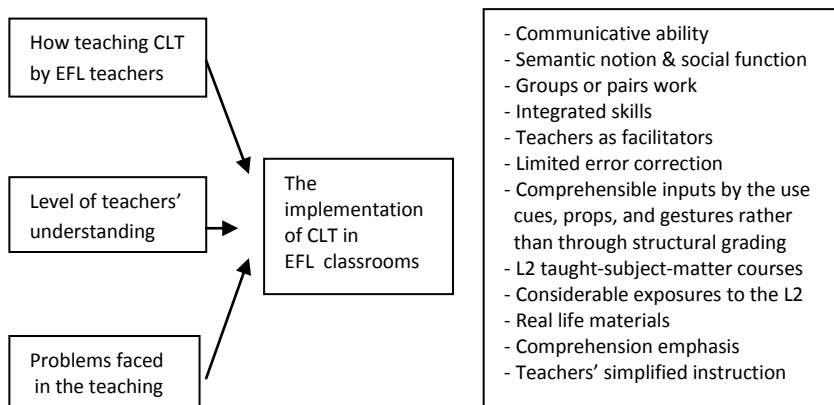 How teaching CLT
by EFL teachers
Level of teachers’
understanding
Problems faced
in the teaching
The
implementation
of CLT in
EFL classrooms
- Communicative ability
- Semantic notion & social function
- Groups or pairs work
- Integrated skills
- Teachers as facilitators
- Limited error correction
- Comprehensible inputs by the use
cues, props, and gestures rather
than through structural grading
- L2 taught-subject-matter courses
- Considerable exposures to the L2
- Real life materials
- Comprehension emphasis
- Teachers’ simplified instruction